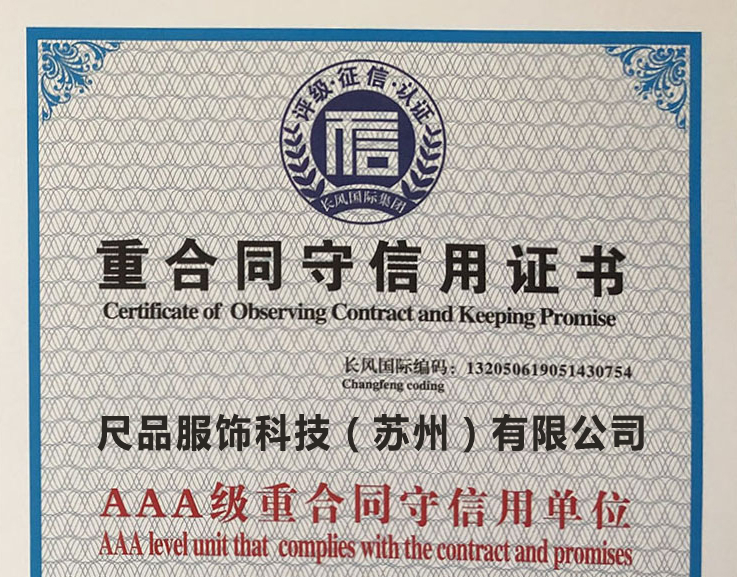 评级·征信·认证
信
长风国际集团
重合同守信用证书
Certificate of Observing Contract and Keeping Promise
长风国际编码：132050619051430754
Changfeng coding
尺品服饰科技（苏州）有限公司
AAA级重合同守信用单位
AAA level unit that complies with the contract and promises